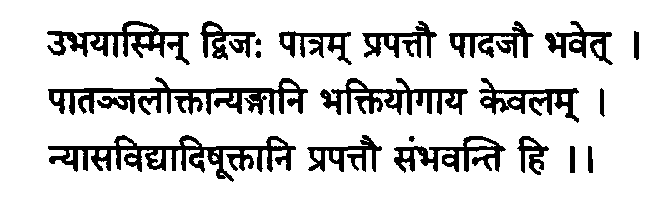 उभयास्मिन् द्विजः पात्रम् प्रपत्तौ पादजौ भवेत् ।
पातञ्जलोक्तान्यङ्गानि भक्तियोगाय केवलम् ।
न्यासविद्यादिषूक्तानि प्रपत्तौ संभवन्ति हि ।।